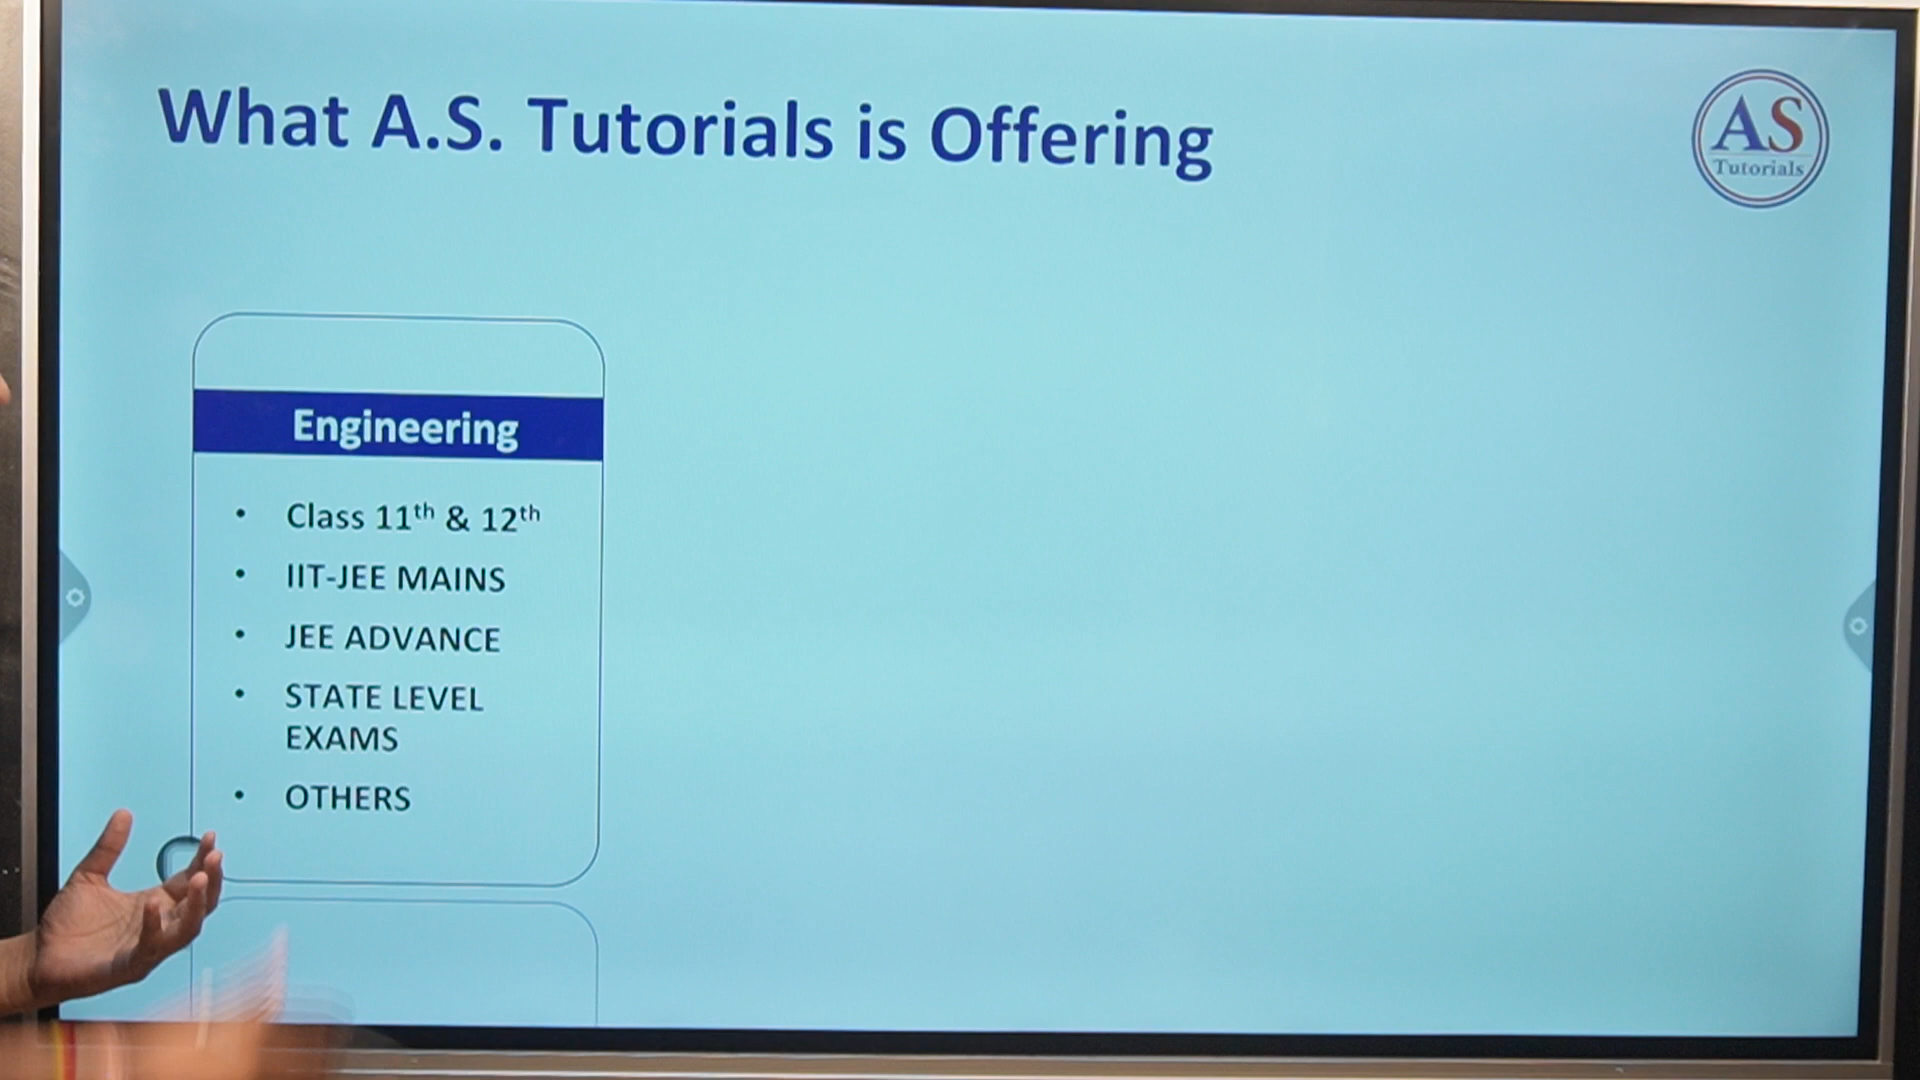 What A.S. Tutorials is Offering
AS
Tutorials
Engineering
• Class 11th & 12th
• IIT-JEE MAINS
• JEE ADVANCE
• STATE LEVEL
EXAMS
• OTHERS